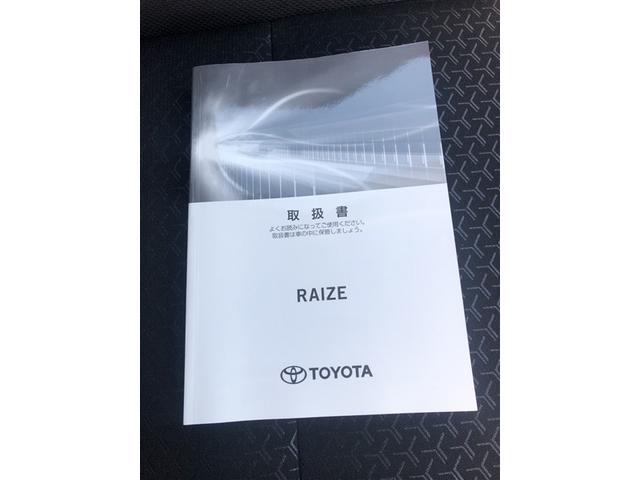 取扱書
よくお読みになってご使用ください。
取扱書は車の中に保管しましょう。
RAIZE
TOYOTA